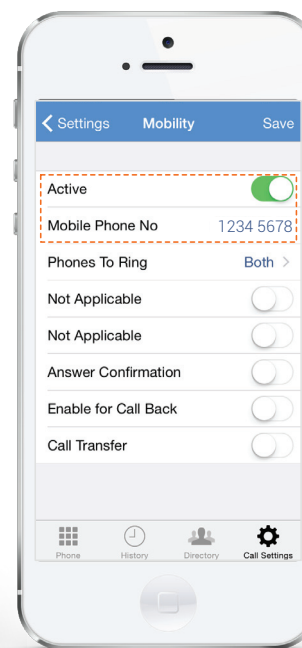 Settings Mobility Save
Active
Mobile Phone No 1234 5678
Phones To Ring Both
Not Applicable
Not Applicable
Answer Confirmation
Enable for Call Back
Call Transfer
Phone History Directory Call Settings